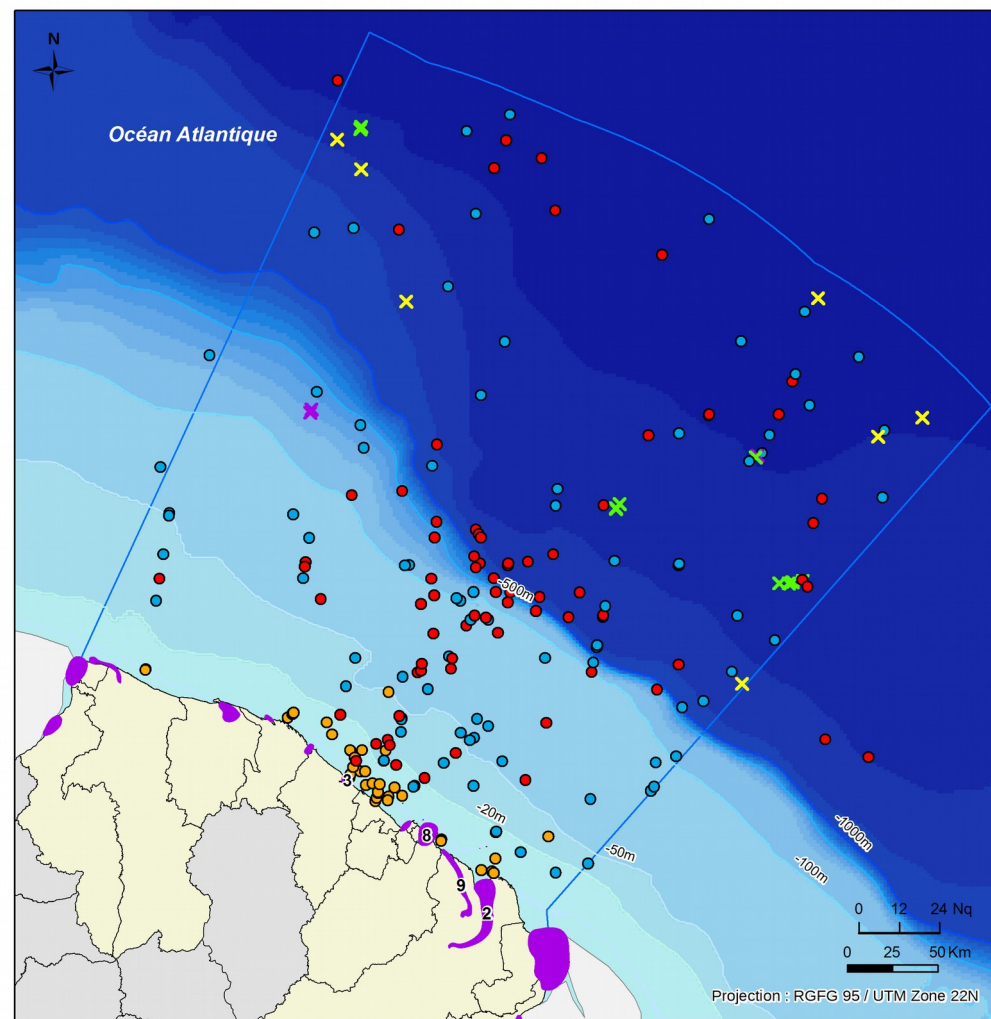 N
Océan Atlantique
-500m
3
-20m
8
-50m
-1000m
-100m
9
2
0 12 24 Nq
0 25 50 Km
Projection : RGFG 95 / UTM Zone 22N